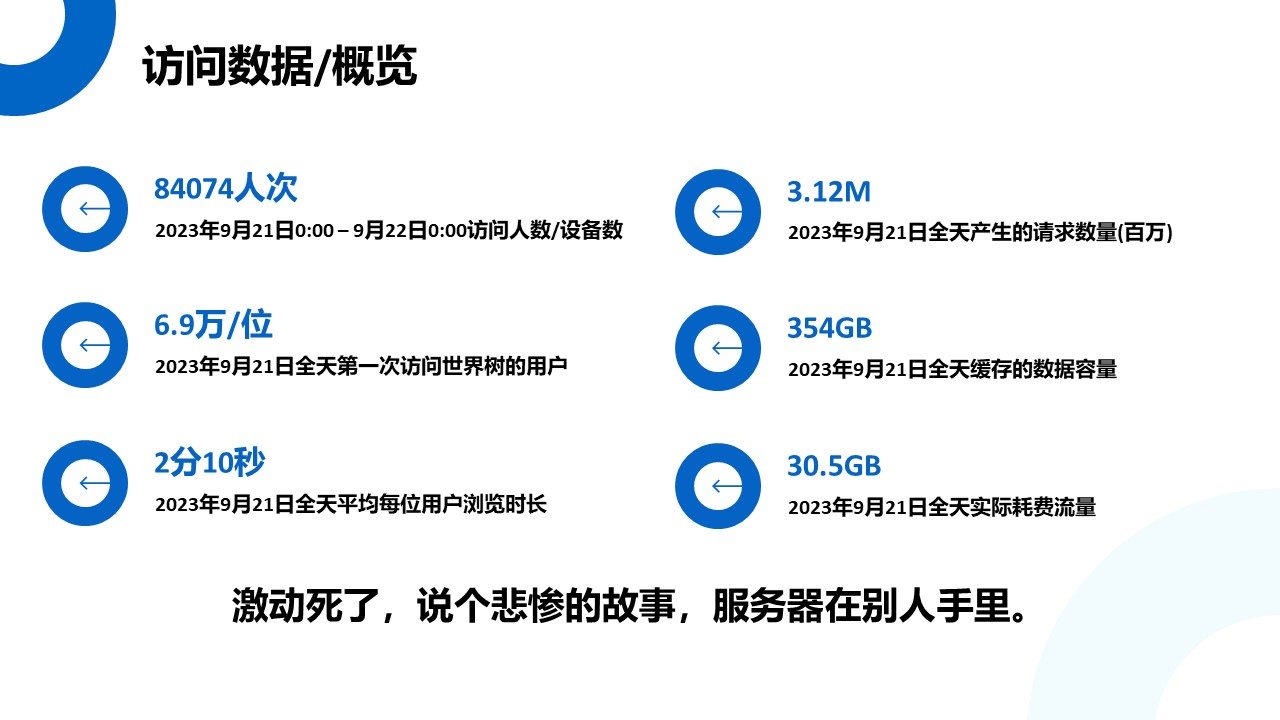 访问数据/概览
84074人次
2023年9月21日0:00 – 9月22日0:00访问人数/设备数
6.9万/位
2023年9月21日全天第一次访问世界树的用户
2分10秒
2023年9月21日全天平均每位用户浏览时长
3.12M
2023年9月21日全天产生的请求数量(百万)
354GB
2023年9月21日全天缓存的数据容量
30.5GB
2023年9月21日全天实际耗费流量
激动死了，说个悲惨的故事，服务器在别人手里。